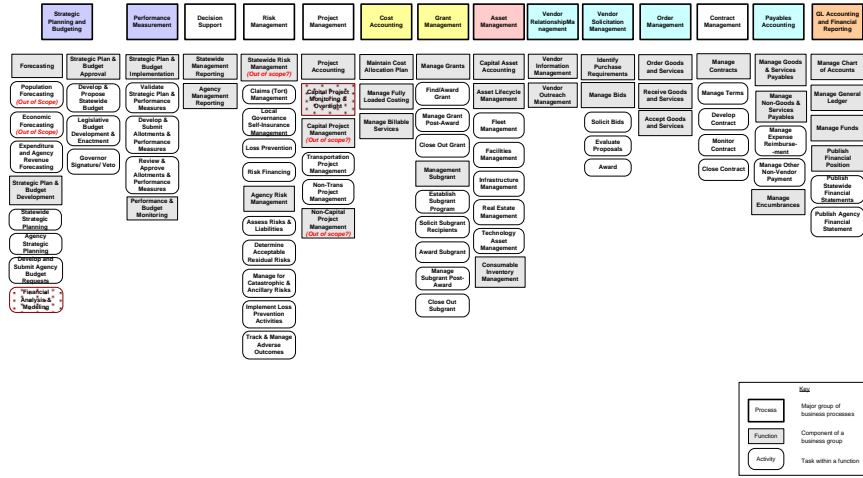 Strategic
Planning and
Budgeting
Performance
Measurement
Decision
Support
Risk
Management
Project
Management
Cost
Accounting
Grant
Management
Asset
Management
Vendor
RelationshipMa
nagement
Vendor
Solicitation
Management
Order
Management
Contract
Management
Payables
Accounting
GL Accounting
and Financial
Reporting
Forecasting
Population
Forecasting
(Out of Scope)
Economic
Forecasting
(Out of Scope)
Expenditure
and Agency
Revenue
Forecasting
Strategic Plan &
Budget
Development
Statewide
Strategic
Planning
Agency
Strategic
Planning
Develop and
Submit Agency
Budget
Requests
Financial
Analysis &
Modeling
Strategic Plan &
Budget
Approval
Develop &
Propose
Statewide
Budget
Legislative
Budget
Development &
Enactment
Governor
Signature/ Veto
Strategic Plan &
Budget
Implementation
Validate
Strategic Plan &
Performance
Measures
Develop &
Submit
Allotments &
Performance
Measures
Review &
Approve
Allotments &
Performance
Measures
Performance &
Budget
Monitoring
Statewide
Management
Reporting
Agency
Management
Reporting
Statewide Risk
Management
(Out of scope?)
Claims (Tort)
Management
Local
Governance
Self-Insurance
Management
Loss Prevention
Risk Financing
Agency Risk
Management
Assess Risks &
Liabilities
Determine
Acceptable
Residual Risks
Manage for
Catastrophic &
Ancillary Risks
Implement Loss
Prevention
Activities
Track & Manage
Adverse
Outcomes
Project
Accounting
Capital Project
Monitoring &
Oversight
Capital Project
Management
(Out of scope?)
Transportation
Project
Management
Non-Trans
Project
Management
Non-Capital
Project
Management
(Out of scope?)
Maintain Cost
Allocation Plan
Manage Fully
Loaded Costing
Manage Billable
Services
Manage Grants
Find/Award
Grant
Manage Grant
Post-Award
Close Out Grant
Management
Subgrant
Establish
Subgrant
Program
Solicit Subgrant
Recipients
Award Subgrant
Manage
Subgrant Post-
Award
Close Out
Subgrant
Capital Asset
Accounting
Asset Lifecycle
Management
Fleet
Management
Facilities
Management
Infrastructure
Management
Real Estate
Management
Technology
Asset
Management
Consumable
Inventory
Management
Vendor
Information
Management
Vendor
Outreach
Management
Identify
Purchase
Requirements
Manage Bids
Solicit Bids
Evaluate
Proposals
Award
Order Goods
and Services
Receive Goods
and Services
Accept Goods
and Services
Manage
Contracts
Manage Terms
Develop
Contract
Monitor
Contract
Close Contract
Manage Goods
& Services
Payables
Manage
Non-Goods &
Services
Payables
Manage
Expense
Reimburse-
-ment
Manage Other
Non-Vendor
Payment
Manage
Encumbrances
Manage Chart
of Accounts
Manage General
Ledger
Manage Funds
Publish
Financial
Position
Publish
Statewide
Financial
Statements
Publish Agency
Financial
Statement
Key
Process
Major group of
business processes
Function
Component of a
business group
Activity
Task within a function